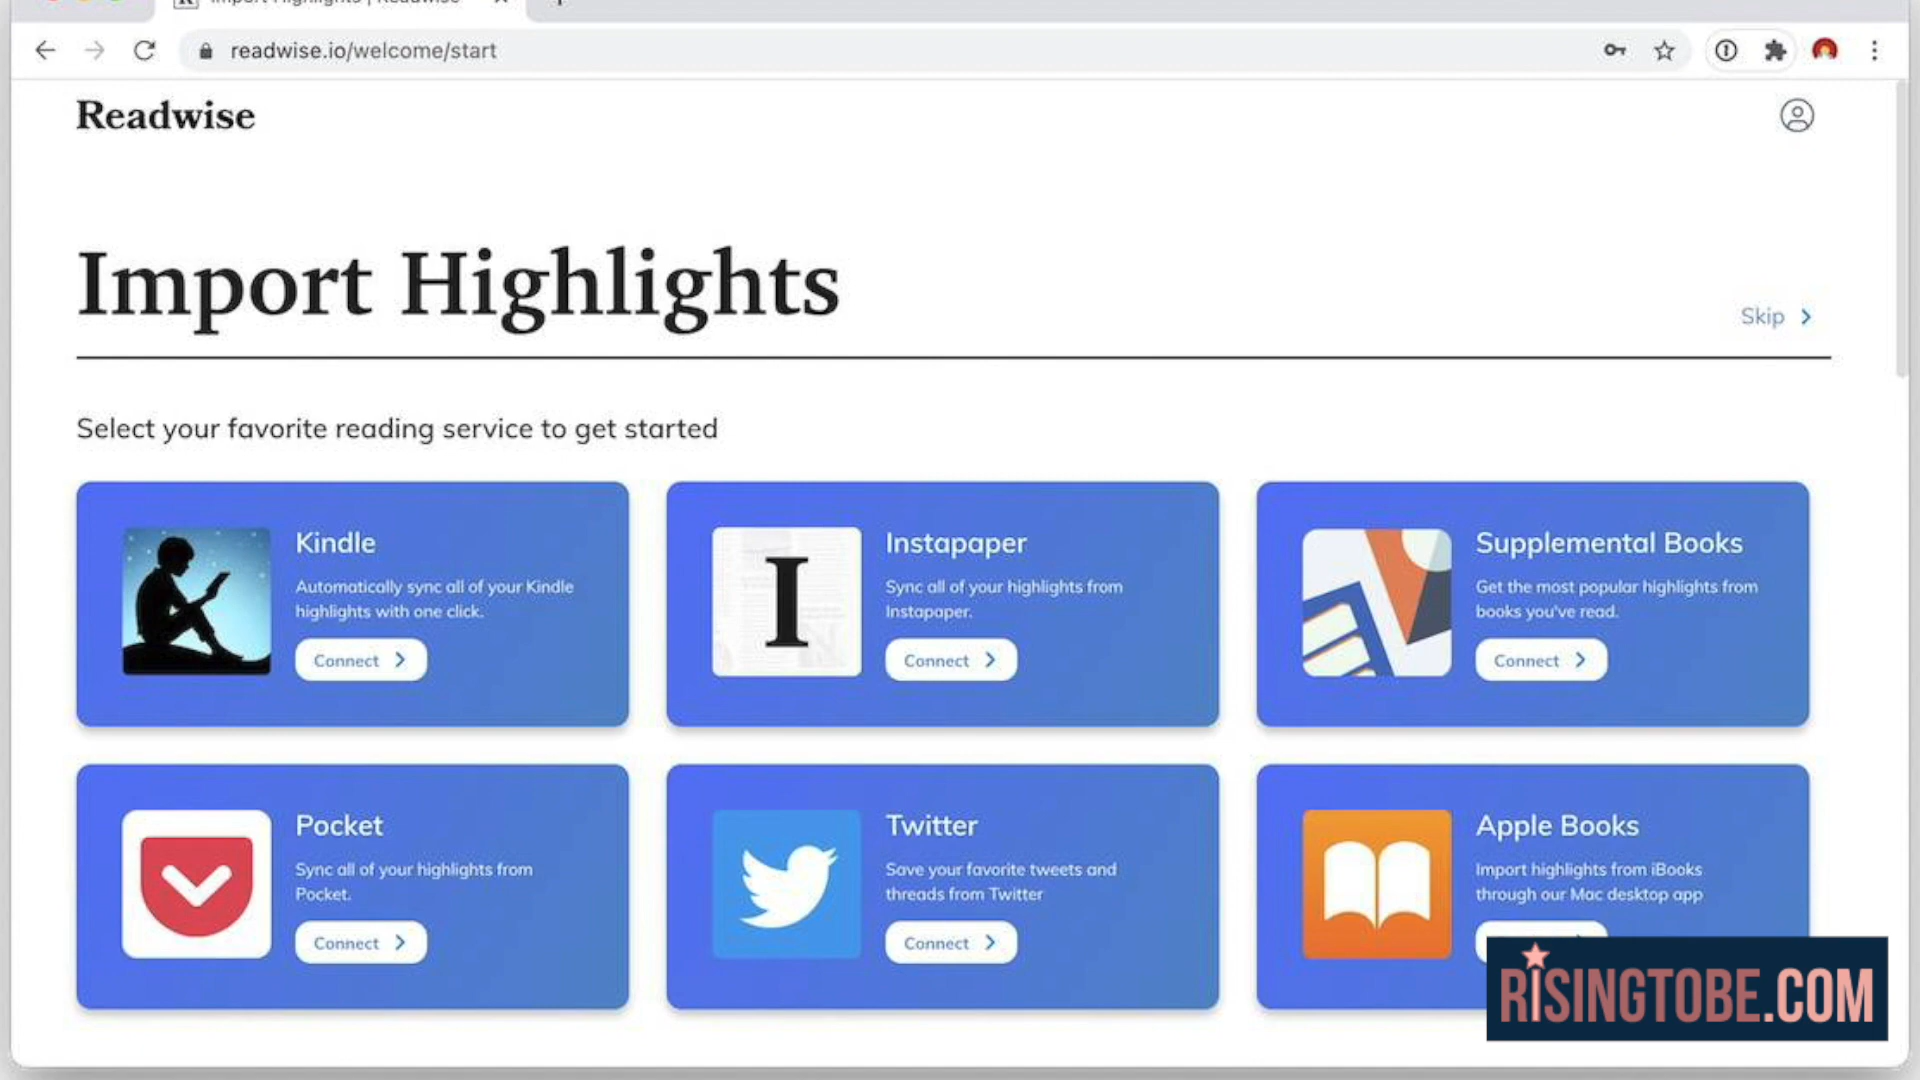 Import Highlights | Readwise
readwise.io/welcome/start
Readwise
Import Highlights
Skip
Select your favorite reading service to get started
Kindle
Automatically sync all of your Kindle
highlights with one click.
Connect
I
Instapaper
Sync all of your highlights from
Instapaper.
Connect
Supplemental Books
Get the most popular highlights from
books you've read.
Connect
Pocket
Sync all of your highlights from
Pocket.
Connect
Twitter
Save your favorite tweets and
threads from Twitter
Connect
Apple Books
Import highlights from iBooks
through our Mac desktop app
RISINGTOBE.COM